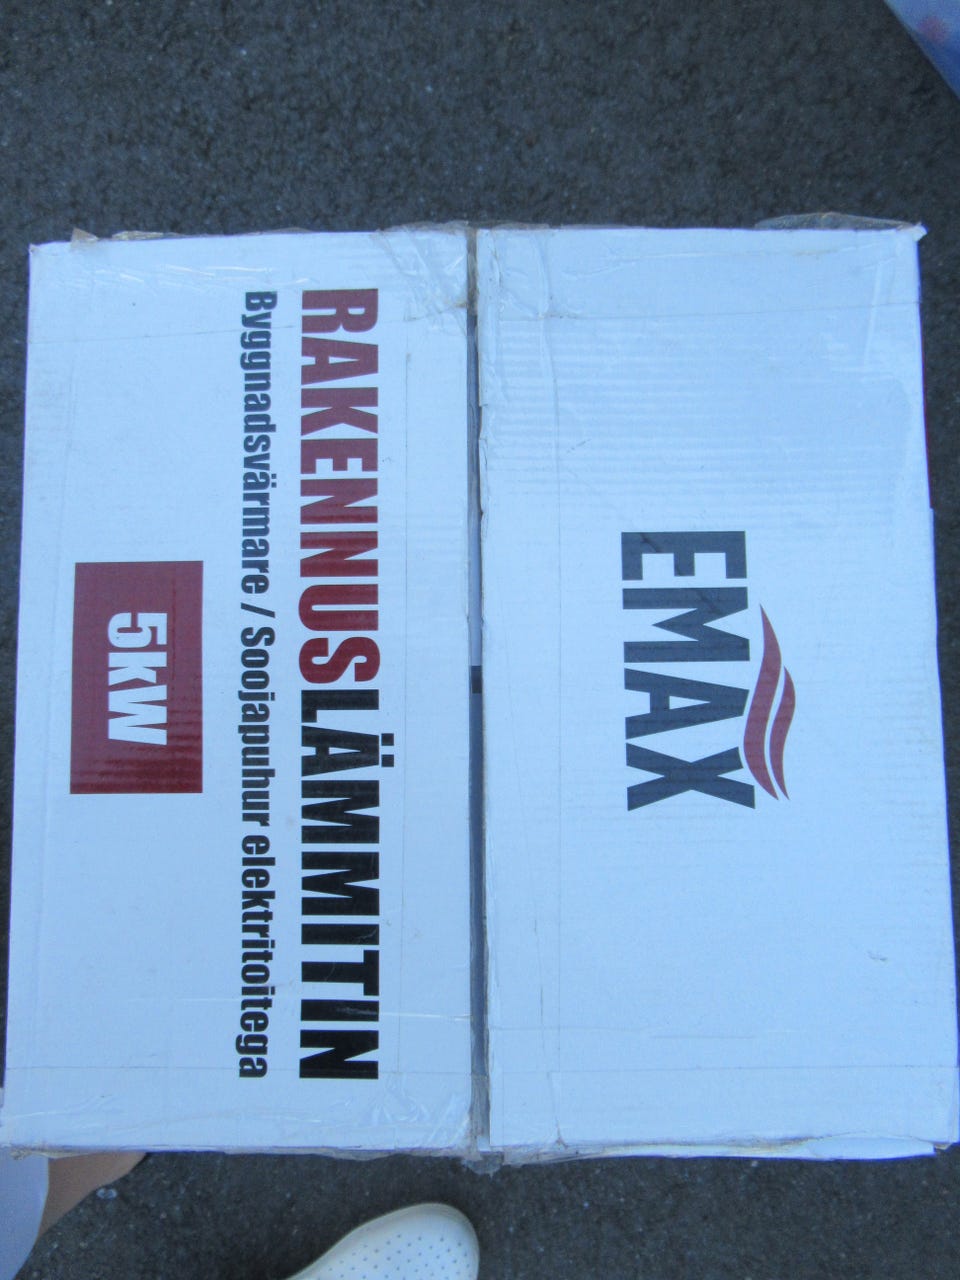 EMAX
RAKENNUSLÄMMITIN
Byggnadsvärmare / Soojapuhur elektritoitega
5kW